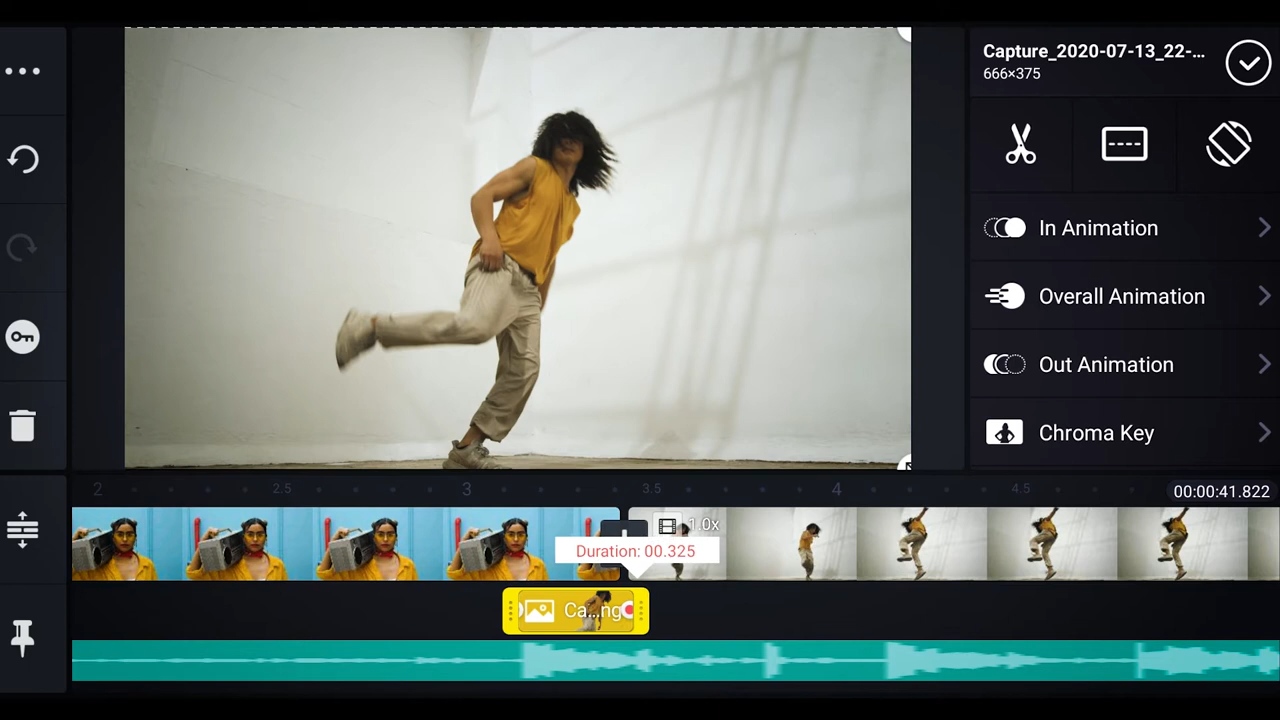 Capture_2020-07-13_22-...
666×375
In Animation
Overall Animation
Out Animation
Chroma Key
2
2.5
3
3.5
4
4.5
00:00:41.822
1.0x
Duration: 00.325
Ca...ng